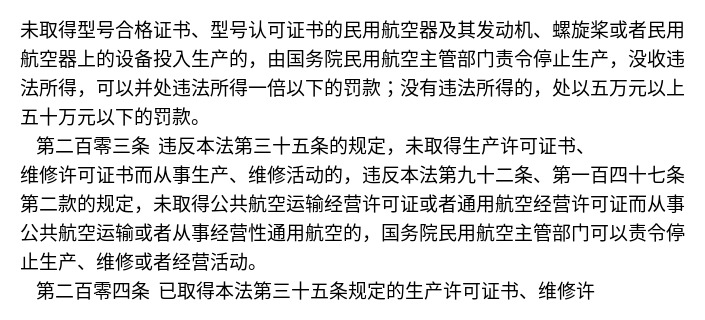 未取得型号合格证书、型号认可证书的民用航空器及其发动机、螺旋桨或者民用
航空器上的设备投入生产的，由国务院民用航空主管部门责令停止生产，没收违
法所得，可以并处违法所得一倍以下的罚款；没有违法所得的，处以五万元以上
五十万元以下的罚款。
第二百零三条 违反本法第三十五条的规定，未取得生产许可证书、
维修许可证书而从事生产、维修活动的，违反本法第九十二条、第一百四十七条
第二款的规定，未取得公共航空运输经营许可证或者通用航空经营许可证而从事
公共航空运输或者从事经营性通用航空的，国务院民用航空主管部门可以责令停
止生产、维修或者经营活动。
第二百零四条 已取得本法第三十五条规定的生产许可证书、维修许